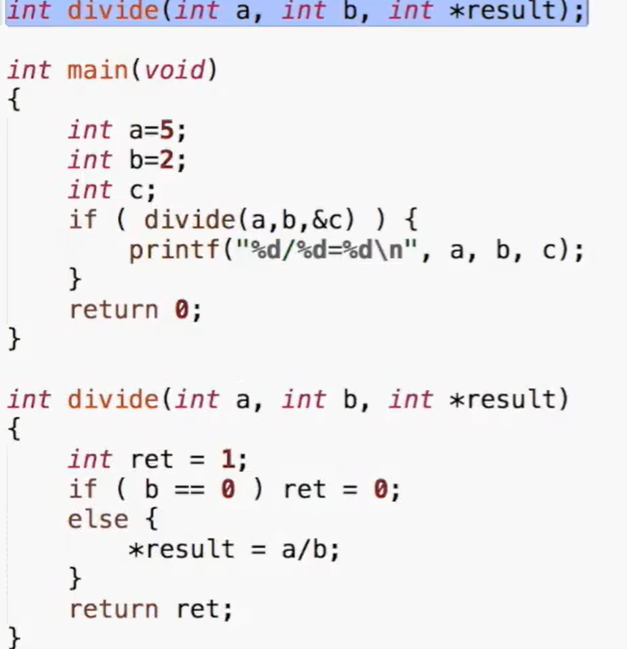 int divide(int a, int b, int *result);
int main(void)
{
    int a=5;
    int b=2;
    int c;
    if ( divide(a,b,&c) ) {
        printf("%d/%d=%d\n", a, b, c);
    }
    return 0;
}
int divide(int a, int b, int *result)
{
    int ret = 1;
    if ( b == 0 ) ret = 0;
    else {
        *result = a/b;
    }
    return ret;
}